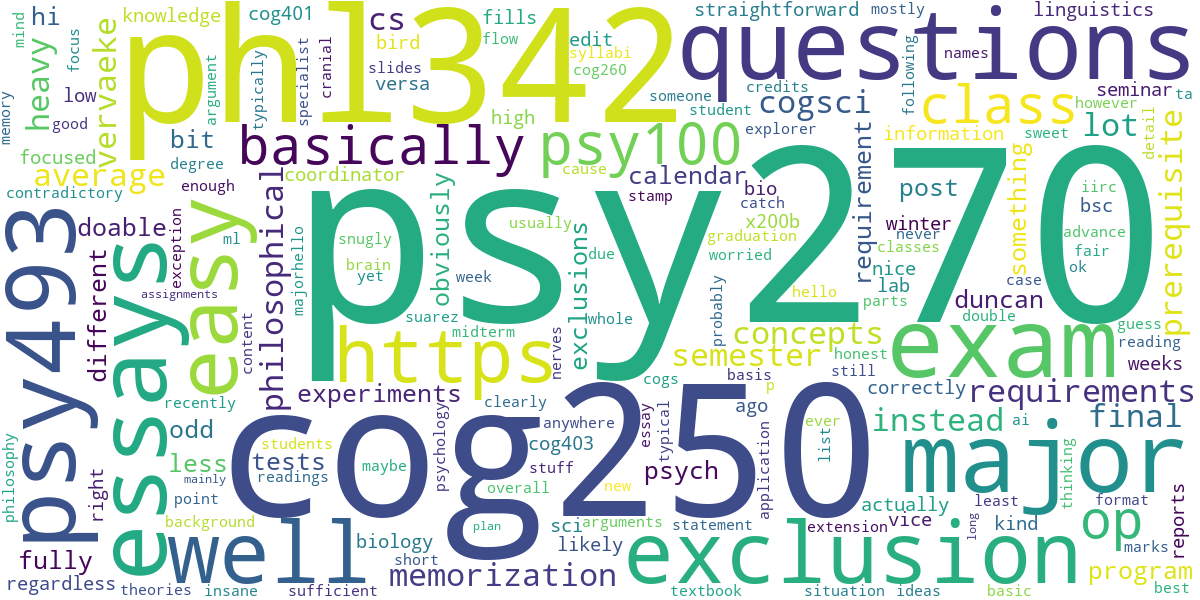 mind
hi
knowledge
cog401
fills
straightforward
mostly
linguistics
focus
heavy
vervaeke
phl342
cs
bird
flow
edit
syllabi
cog260
questions
names
argument
typically
specialist
cranial
slides
versa
someone
student
credits
cogsci
following
class
seminar
ta
however
memory
low
good
high
explorer
information
sweet
lot
detail
focused
bit
basically
psy100
cause
degree
average
coordinator
calendar
stamp
bio
catch
requirement
post
something
iirc
bsc
prerequisite
contradictory
enough
philosophical
psy270
x200b
winter
never
advance
fair
ok
doable
exception
ml
majorhello
snugly
brain
yet
obviously
usually
week
exclusions
due
graduation
worried
classes
nice
lab
case
psy493
different
essays
easy
assignments
suarez
midterm
whole
probably
hello
duncan
parts
double
guess
reading
content
https
nerves
concepts
semester
honest
still
exam
weeks
recently
experiments
clearly
cogs
basis
p
correctly
requirements
philosophy
odd
cog250
students
tests
readings
maybe
psychology
anywhere
cog403
stuff
essay
typical
ago
ever
list
instead
ai
final
less
right
mainly
point
overall
new
psych
application
major
thinking
least
format
background
plan
sci
arguments
statement
extension
actually
vice
kind
long
op
marks
reports
fully
well
biology
short
likely
exclusion
program
regardless
theories
insane
sufficient
memorization
textbook
situation
ideas
basic
best